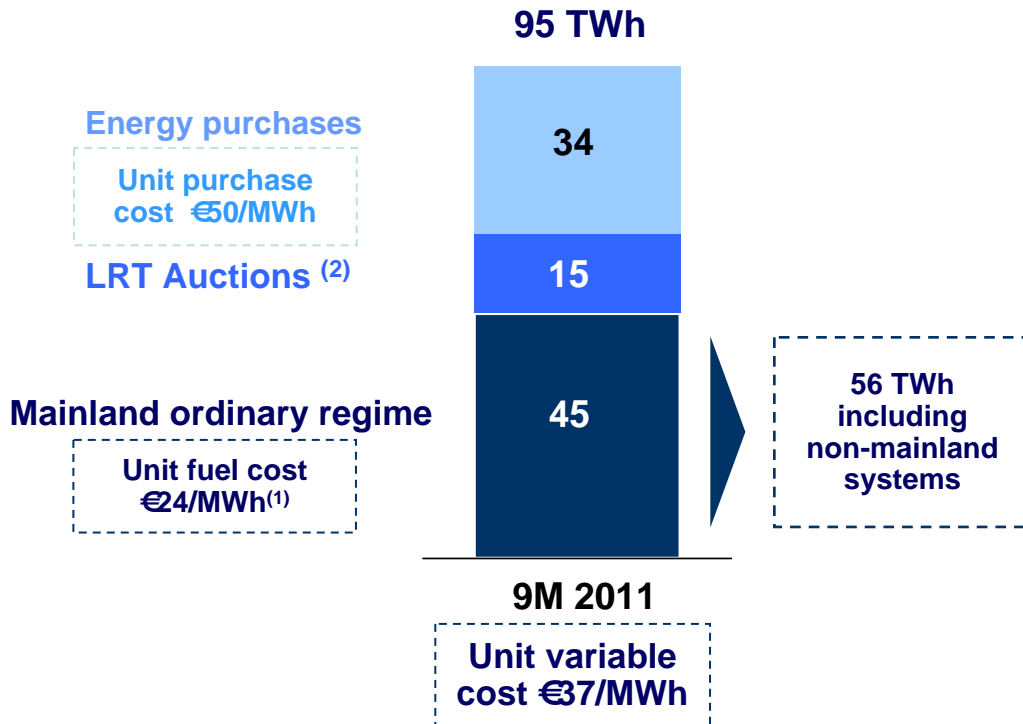 95 TWh
Energy purchases
34
Unit purchase
cost €50/MWh
LRT Auctions (2)
15
Mainland ordinary regime
45
Unit fuel cost
€24/MWh(1)
56 TWh
including
non-mainland
systems
9M 2011
Unit variable
cost €37/MWh